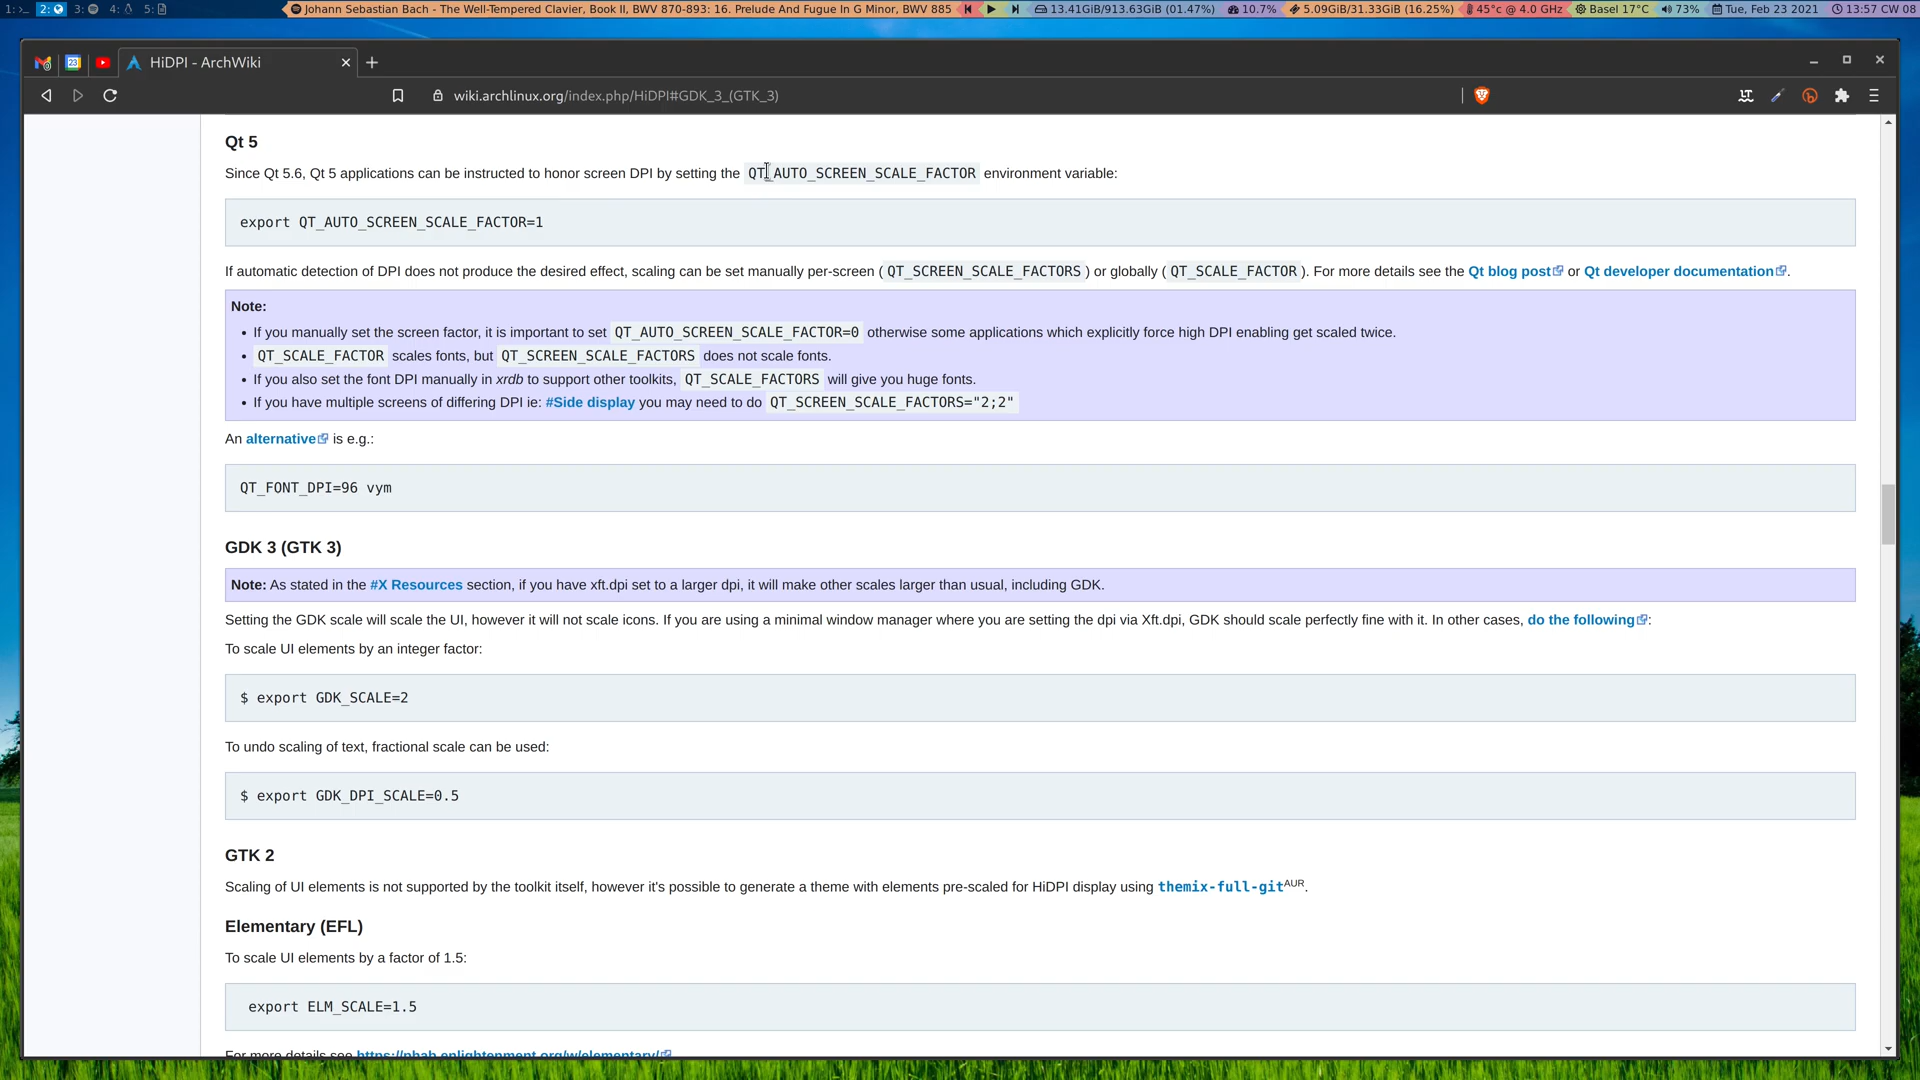 1: 2: 3: 4: 5: Johann Sebastian Bach - The Well-Tempered Clavier, Book II, BWV 870-893: 16. Prelude And Fugue In G Minor, BWV 885 13.41GiB/913.63GiB (01.47%) 10.7% 5.09GiB/31.33GiB (16.25%) 45°c @ 4.0 GHz Basel 17°C 73% Tue, Feb 23 2021 13:57 CW 08
23 HiDPI - ArchWiki
wiki.archlinux.org/index.php/HiDPI#GDK_3_(GTK_3)
Qt 5
Since Qt 5.6, Qt 5 applications can be instructed to honor screen DPI by setting the QT_AUTO_SCREEN_SCALE_FACTOR environment variable:
export QT_AUTO_SCREEN_SCALE_FACTOR=1
If automatic detection of DPI does not produce the desired effect, scaling can be set manually per-screen ( QT_SCREEN_SCALE_FACTORS ) or globally ( QT_SCALE_FACTOR ). For more details see the Qt blog post or Qt developer documentation.
Note:
• If you manually set the screen factor, it is important to set QT_AUTO_SCREEN_SCALE_FACTOR=0 otherwise some applications which explicitly force high DPI enabling get scaled twice.
• QT_SCALE_FACTOR scales fonts, but QT_SCREEN_SCALE_FACTORS does not scale fonts.
• If you also set the font DPI manually in xrdb to support other toolkits, QT_SCALE_FACTORS will give you huge fonts.
• If you have multiple screens of differing DPI ie: #Side display you may need to do QT_SCREEN_SCALE_FACTORS="2;2"
An alternative is e.g.:
QT_FONT_DPI=96 vym
GDK 3 (GTK 3)
Note: As stated in the #X Resources section, if you have xft.dpi set to a larger dpi, it will make other scales larger than usual, including GDK.
Setting the GDK scale will scale the UI, however it will not scale icons. If you are using a minimal window manager where you are setting the dpi via Xft.dpi, GDK should scale perfectly fine with it. In other cases, do the following:
To scale UI elements by an integer factor:
$ export GDK_SCALE=2
To undo scaling of text, fractional scale can be used:
$ export GDK_DPI_SCALE=0.5
GTK 2
Scaling of UI elements is not supported by the toolkit itself, however it's possible to generate a theme with elements pre-scaled for HiDPI display using themix-full-gitAUR.
Elementary (EFL)
To scale UI elements by a factor of 1.5:
export ELM_SCALE=1.5
For more details see https://phab.enlightenment.org/w/elementary/